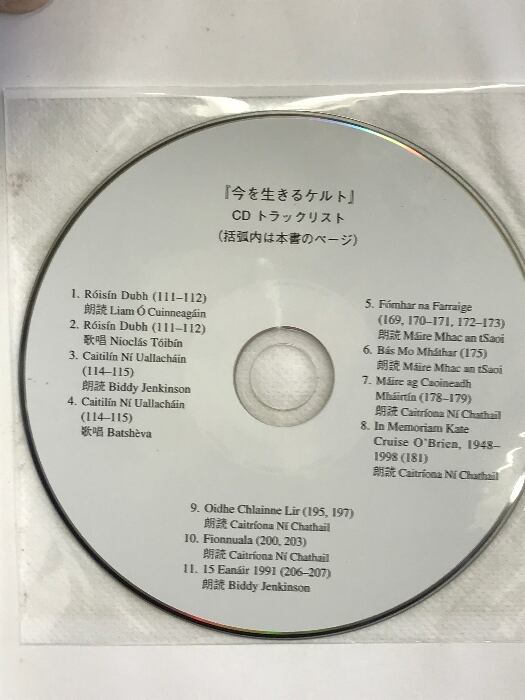 『今を生きるケルト』
CD トラックリスト
(括弧内は本書のページ)
1. Róisín Dubh (111–112)
朗読 Liam Ó Cuinneagáin
2. Róisín Dubh (111–112)
歌唱 Nioclás Tóibín
3. Caitilín Ní Uallacháin
(114–115)
朗読 Biddy Jenkinson
4. Caitilín Ní Uallacháin
(114–115)
歌唱 Batshèva
5. Fómhar na Farraige
(169, 170–171, 172–173)
朗読 Máire Mhac an tSaoi
6. Bás Mo Mháthar (175)
朗読 Máire Mhac an tSaoi
7. Máire ag Caoineadh
Mháirtín (178–179)
朗読 Caitríona Ní Chathail
8. In Memoriam Kate
Cruise O'Brien, 1948–
1998 (181)
朗読 Caitríona Ní Chathail
9. Oidhe Chlainne Lir (195, 197)
朗読 Caitríona Ní Chathail
10. Fionnuala (200, 203)
朗読 Caitríona Ní Chathail
11. 15 Eanáir 1991 (206–207)
朗読 Biddy Jenkinson